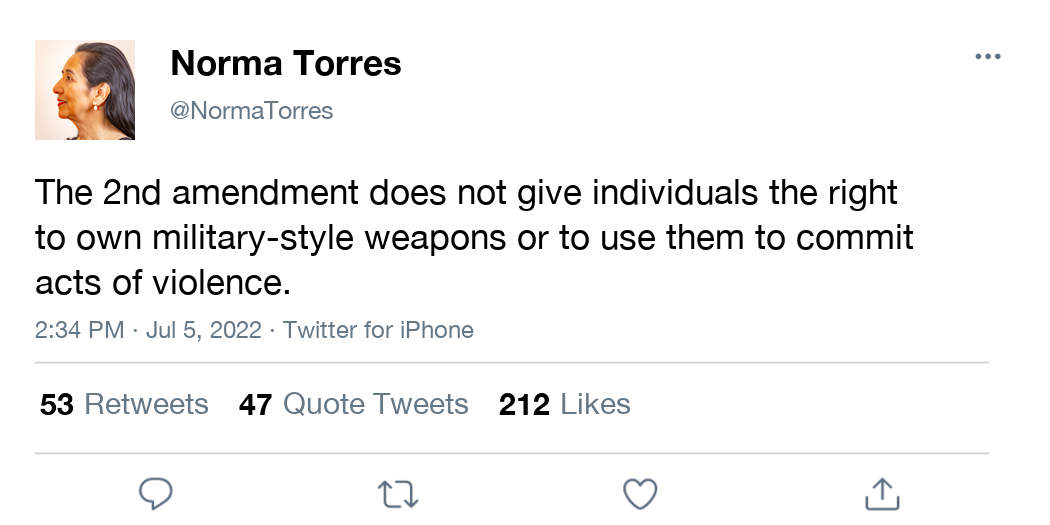 Norma Torres
@NormaTorres
The 2nd amendment does not give individuals the right
to own military-style weapons or to use them to commit
acts of violence.
2:34 PM · Jul 5, 2022 · Twitter for iPhone
53 Retweets 47 Quote Tweets 212 Likes